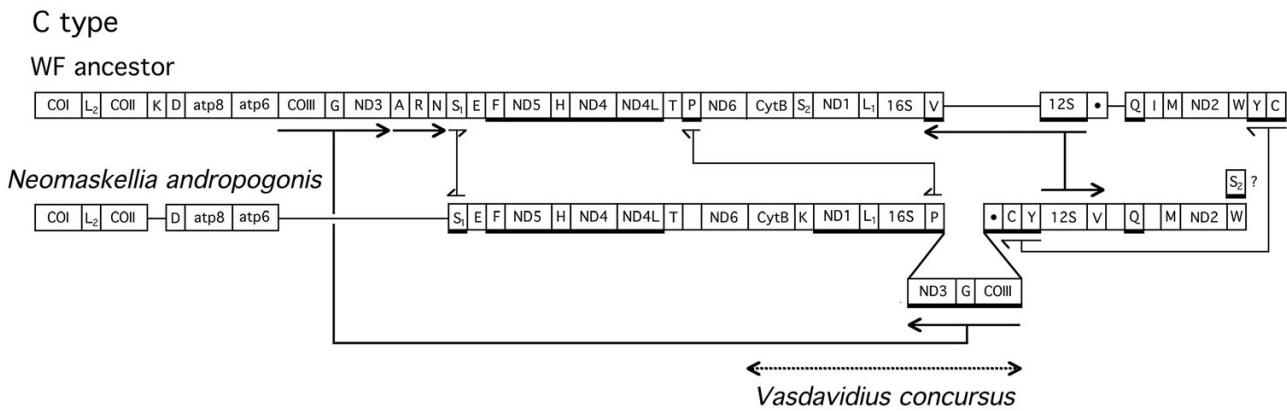 C type
WF ancestor
COI L2 COII K D atp8 atp6 COIII G ND3 A R N S1 E F ND5 H ND4 ND4L T P ND6 CytB S2 ND1 L1 16S V 12S • Q I M ND2 W Y C
Neomaskellia andropogonis
S2 ?
COI L2 COII D atp8 atp6 S1 E F ND5 H ND4 ND4L T ND6 CytB K ND1 L1 16S P • C Y 12S V Q M ND2 W
ND3 G COIII
Vasdavidius concursus